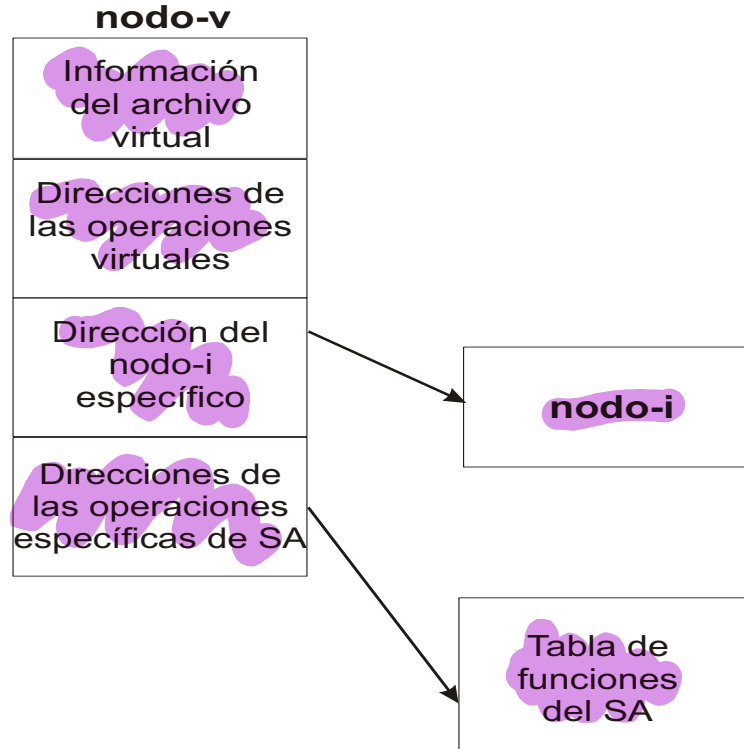 nodo-v
Información
del archivo
virtual
Direcciones de
las operaciones
virtuales
Dirección del
nodo-i
específico
Direcciones de
las operaciones
específicas de SA
nodo-i
Tabla de
funciones
del SA